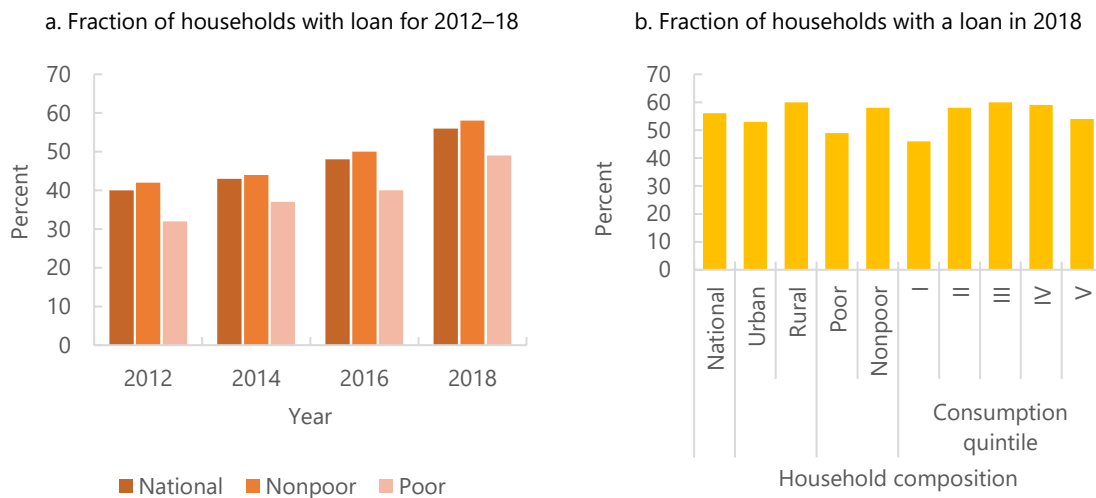 a. Fraction of households with loan for 2012–18
70
60
50
40
30
20
10
0
Percent
2012 2014 2016 2018
Year
National Nonpoor Poor
b. Fraction of households with a loan in 2018
70
60
50
40
30
20
10
0
Percent
National
Urban
Rural
Poor
Nonpoor
I
II
III
IV
V
Consumption
quintile
Household composition